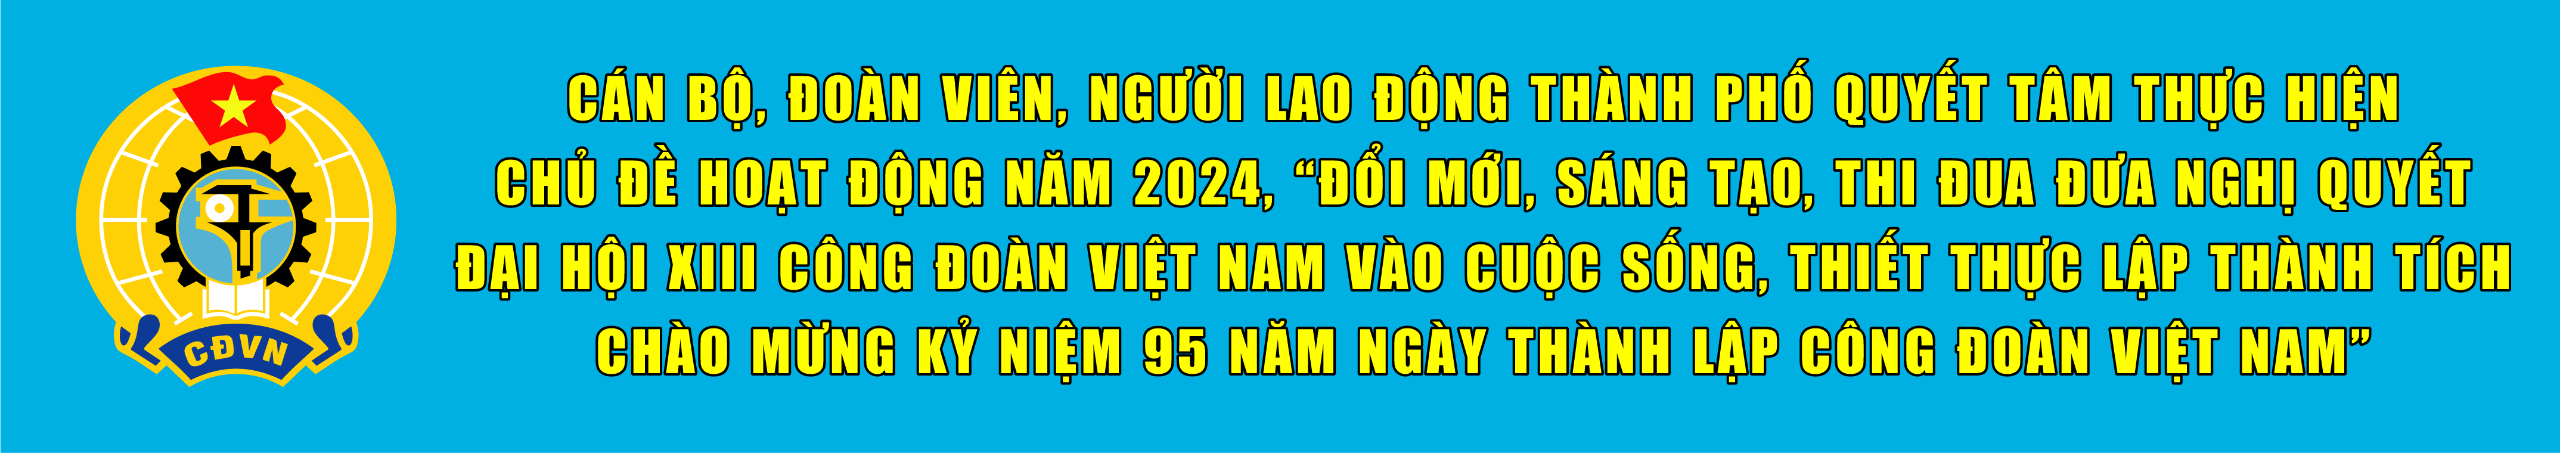 CÁN BỘ, ĐOÀN VIÊN, NGƯỜI LAO ĐỘNG THÀNH PHỐ QUYẾT TÂM THỰC HIỆN
CHỦ ĐỀ HOẠT ĐỘNG NĂM 2024, “ĐỔI MỚI, SÁNG TẠO, THI ĐUA ĐƯA NGHỊ QUYẾT
ĐẠI HỘI XIII CÔNG ĐOÀN VIỆT NAM VÀO CUỘC SỐNG, THIẾT THỰC LẬP THÀNH TÍCH
CHÀO MỪNG KỶ NIỆM 95 NĂM NGÀY THÀNH LẬP CÔNG ĐOÀN VIỆT NAM”
CĐVN